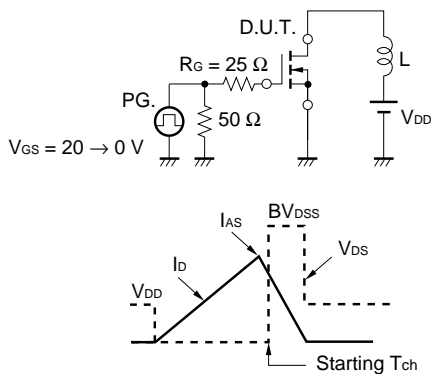 D.U.T.
RG = 25 Ω
L
PG.
50 Ω
VDD
VGS = 20 → 0 V
BVDSS
IAS
ID
VDS
VDD
Starting Tch